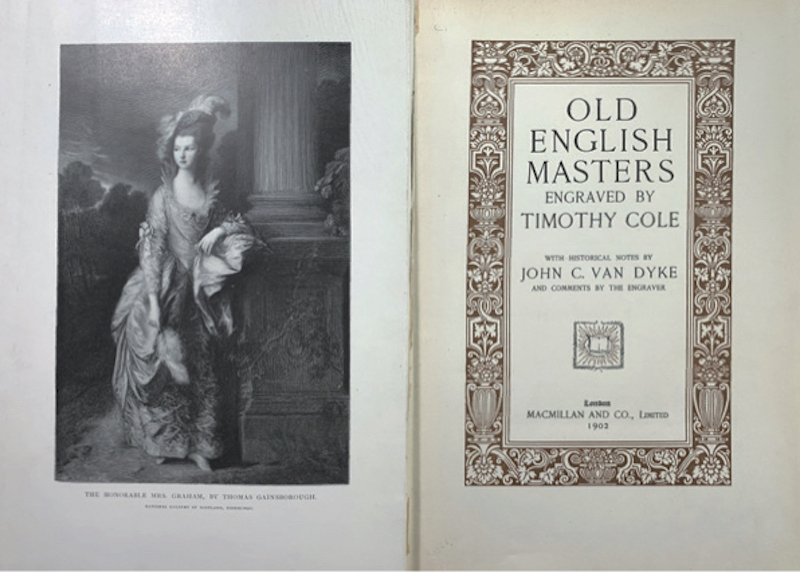 THE HONORABLE MRS. GRAHAM, BY THOMAS GAINSBOROUGH.
NATIONAL GALLERY OF SCOTLAND, EDINBURGH.
OLD
ENGLISH
MASTERS
ENGRAVED BY
TIMOTHY COLE
WITH HISTORICAL NOTES BY
JOHN C. VAN DYKE
AND COMMENTS BY THE ENGRAVER
London
MACMILLAN AND CO., LIMITED
1902